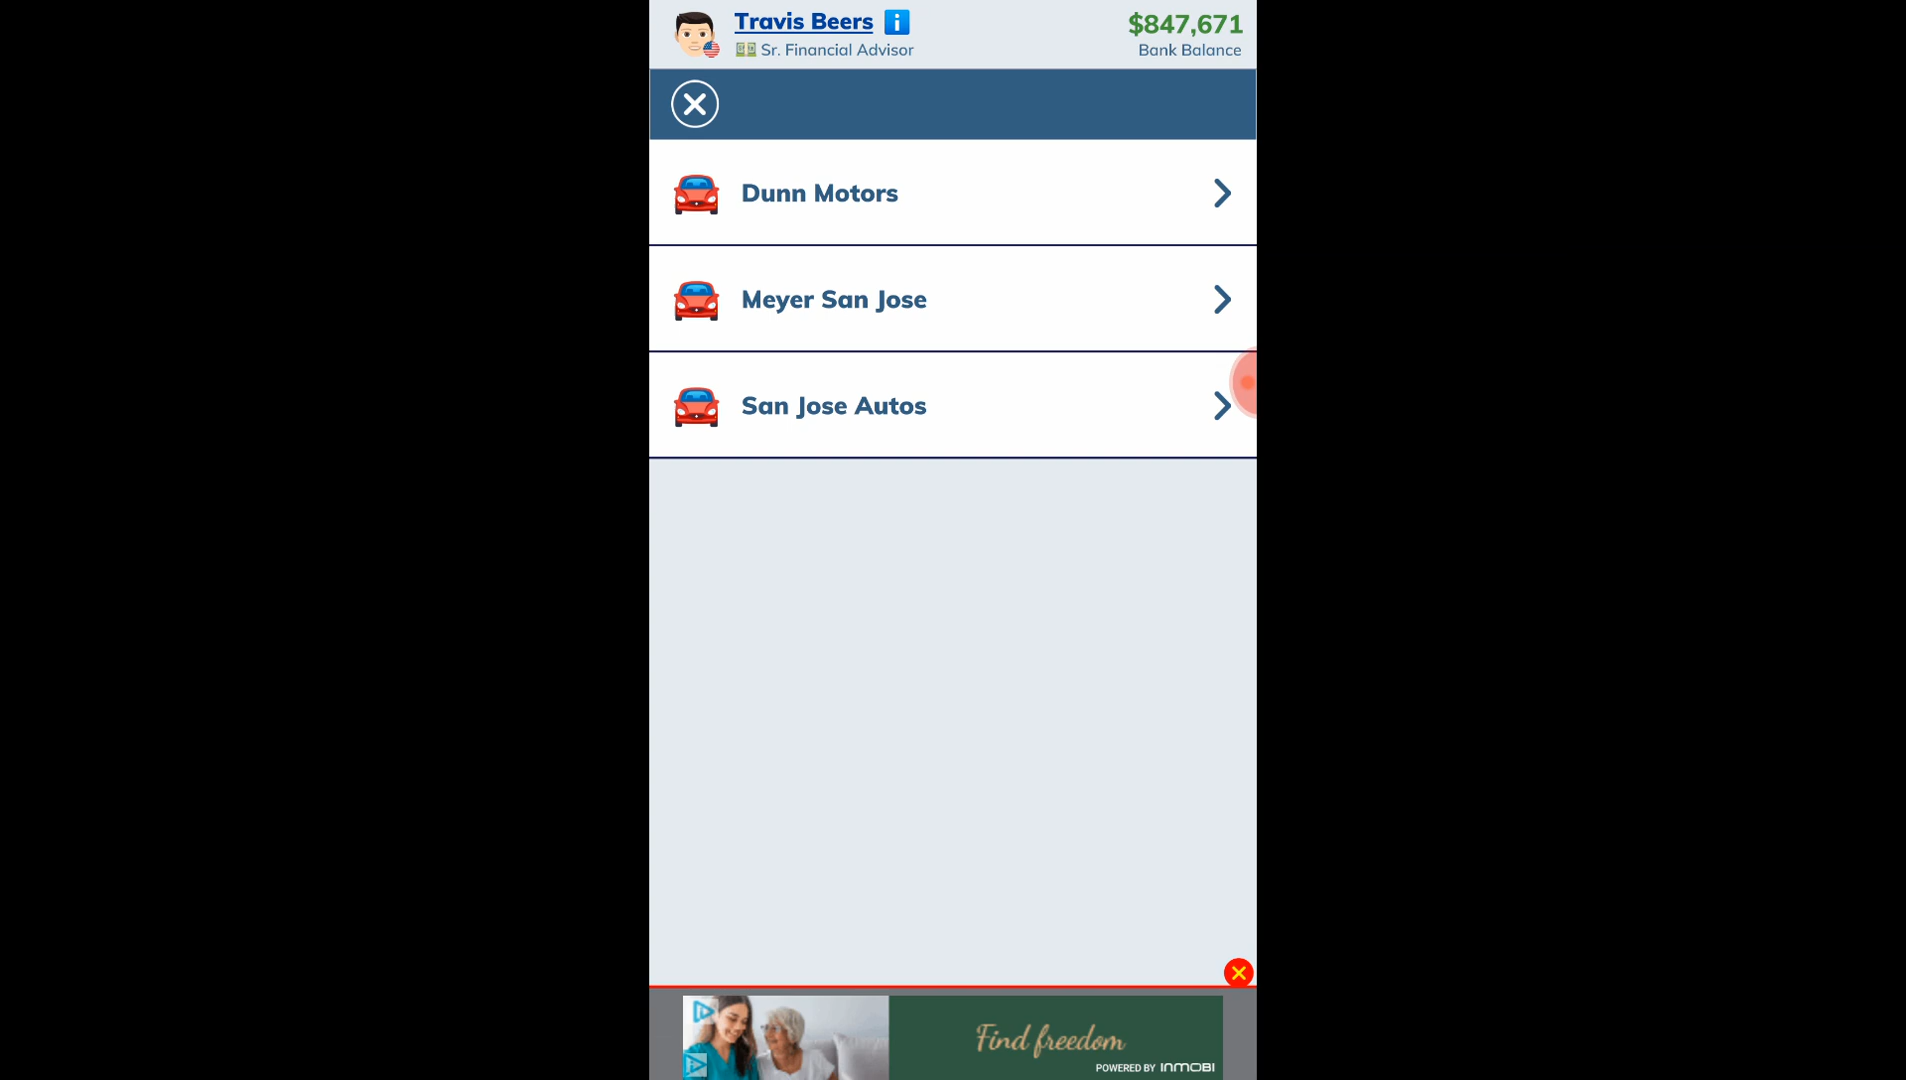 Travis Beers
Sr. Financial Advisor
$847,671
Bank Balance
Dunn Motors
Meyer San Jose
San Jose Autos
Find freedom
POWERED BY INMOBI